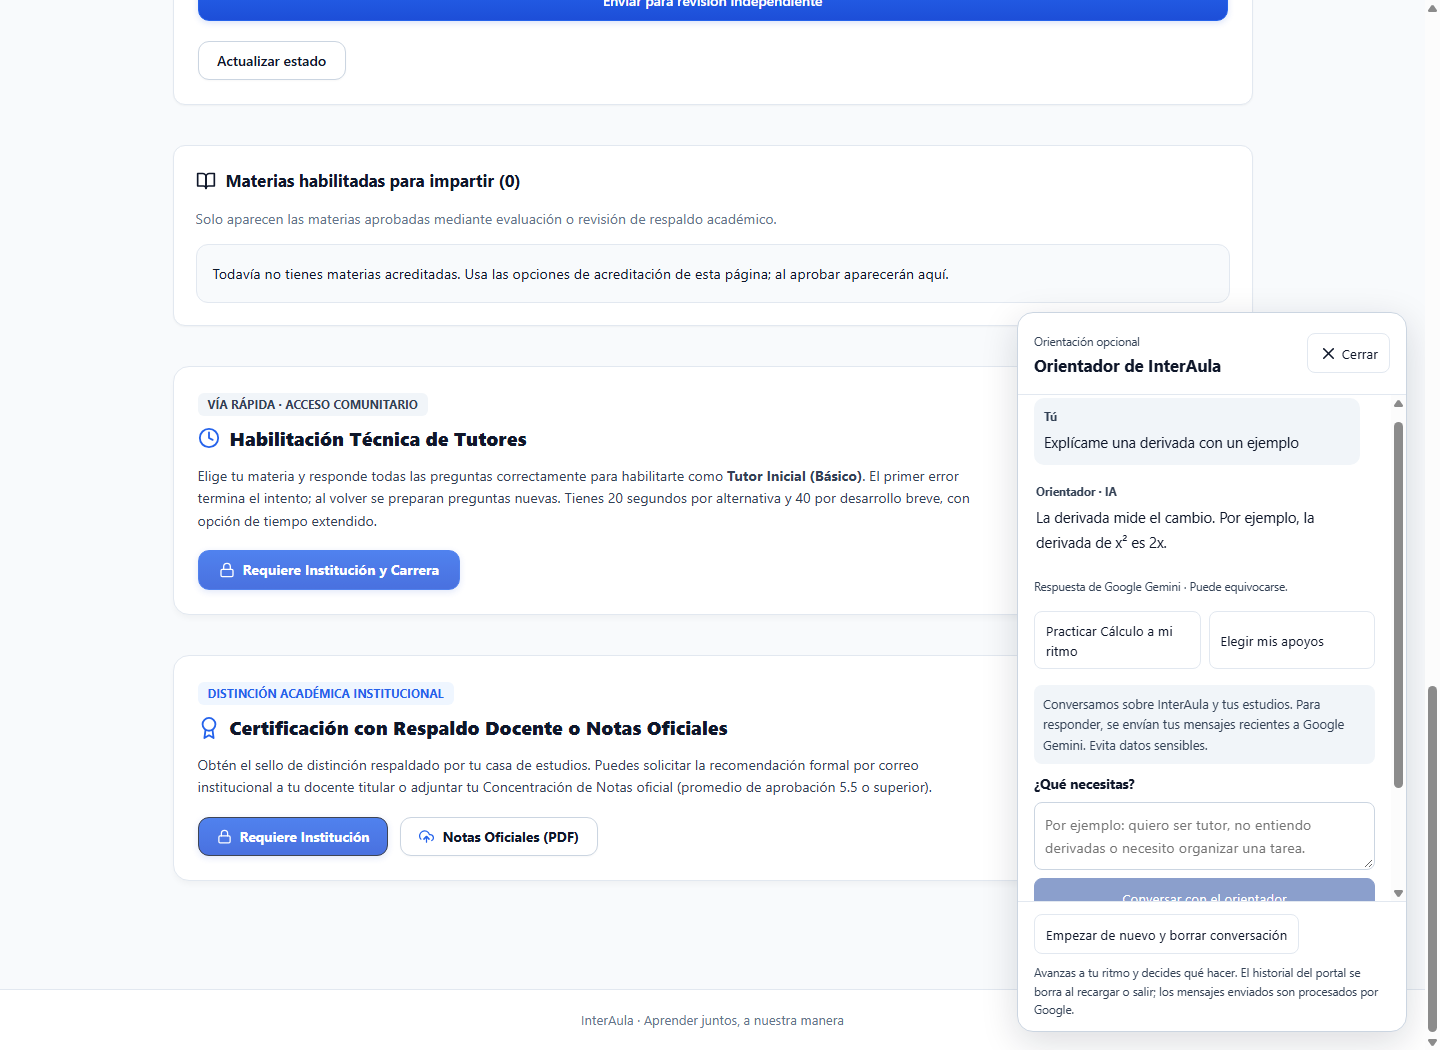 Enviar para revisión independiente
Actualizar estado
Materias habilitadas para impartir (0)
Solo aparecen las materias aprobadas mediante evaluación o revisión de respaldo académico.
Todavía no tienes materias acreditadas. Usa las opciones de acreditación de esta página; al aprobar aparecerán aquí.
VÍA RÁPIDA · ACCESO COMUNITARIO
Habilitación Técnica de Tutores
Elige tu materia y responde todas las preguntas correctamente para habilitarte como Tutor Inicial (Básico). El primer error
termina el intento; al volver se preparan preguntas nuevas. Tienes 20 segundos por alternativa y 40 por desarrollo breve, con
opción de tiempo extendido.
Requiere Institución y Carrera
DISTINCIÓN ACADÉMICA INSTITUCIONAL
Certificación con Respaldo Docente o Notas Oficiales
Obtén el sello de distinción respaldado por tu casa de estudios. Puedes solicitar la recomendación formal por correo
institucional a tu docente titular o adjuntar tu Concentración de Notas oficial (promedio de aprobación 5.5 o superior).
Requiere Institución
Notas Oficiales (PDF)
InterAula · Aprender juntos, a nuestra manera
Orientación opcional
Orientador de InterAula
Cerrar
Tú
Explícame una derivada con un ejemplo
Orientador · IA
La derivada mide el cambio. Por ejemplo, la
derivada de x² es 2x.
Respuesta de Google Gemini · Puede equivocarse.
Practicar Cálculo a mi
ritmo
Elegir mis apoyos
Conversamos sobre InterAula y tus estudios. Para
responder, se envían tus mensajes recientes a Google
Gemini. Evita datos sensibles.
¿Qué necesitas?
Por ejemplo: quiero ser tutor, no entiendo
derivadas o necesito organizar una tarea.
Conversar con el orientador
Empezar de nuevo y borrar conversación
Avanzas a tu ritmo y decides qué hacer. El historial del portal se
borra al recargar o salir; los mensajes enviados son procesados por
Google.